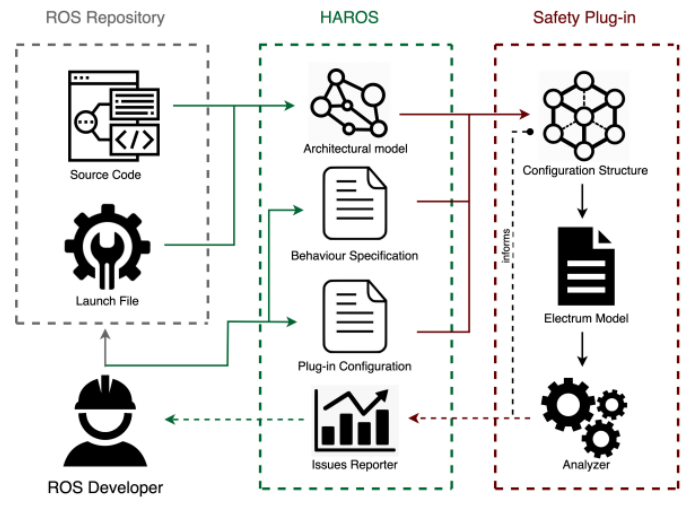 ROS Repository
HAROS
Safety Plug-in
Source Code
Architectural model
Configuration Structure
Behaviour Specification
informs
Launch File
Electrum Model
Plug-in Configuration
Issues Reporter
Analyzer
ROS Developer